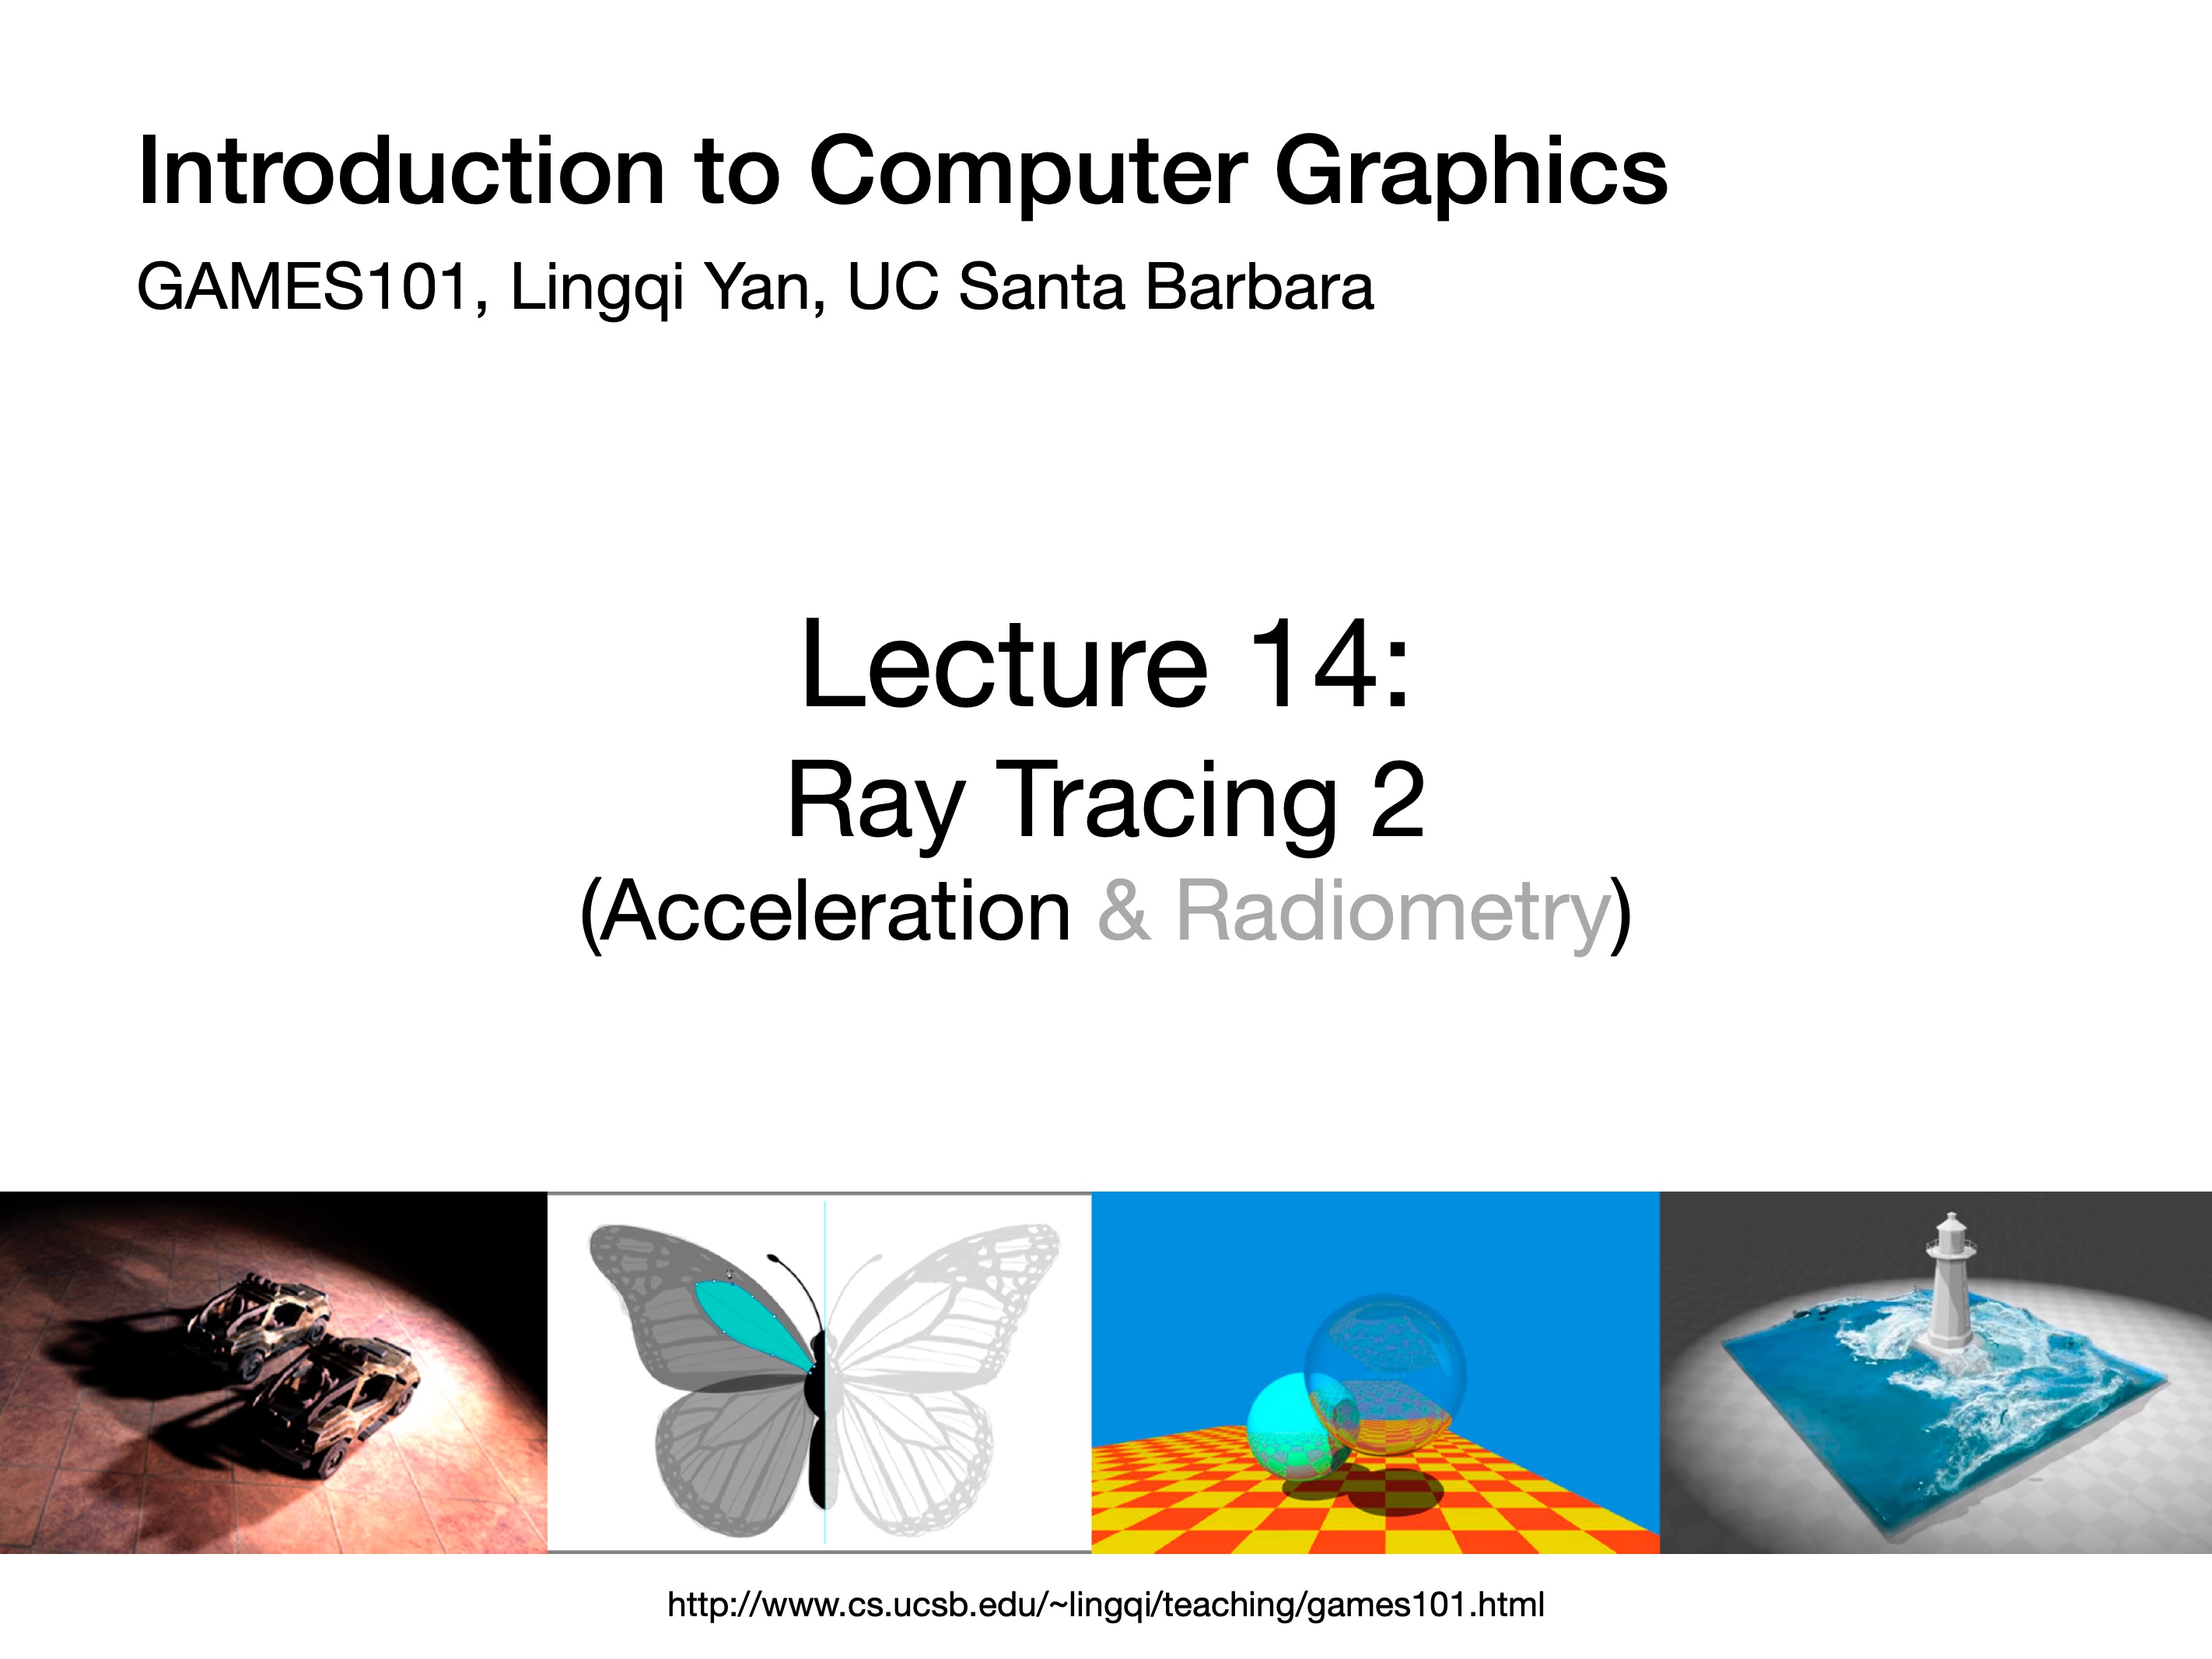 Introduction to Computer Graphics
GAMES101, Lingqi Yan, UC Santa Barbara
Lecture 14:
Ray Tracing 2
(Acceleration & Radiometry)
http://www.cs.ucsb.edu/~lingqi/teaching/games101.html